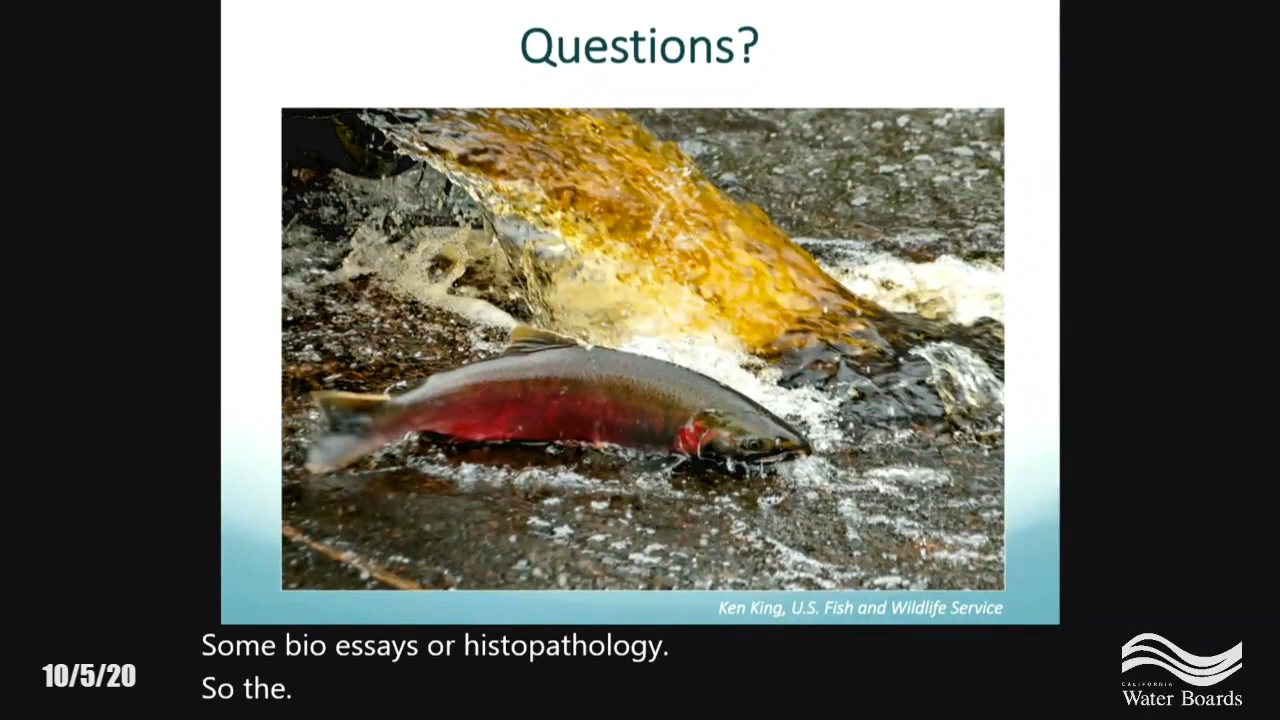 Questions?
Ken King, U.S. Fish and Wildlife Service
Some bio essays or histopathology.
So the.
10/5/20
CALIFORNIA
Water Boards